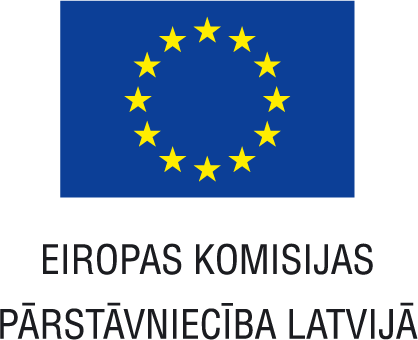 EIROPAS KOMISIJAS
PĀRSTĀVNIECĪBA LATVIJĀ